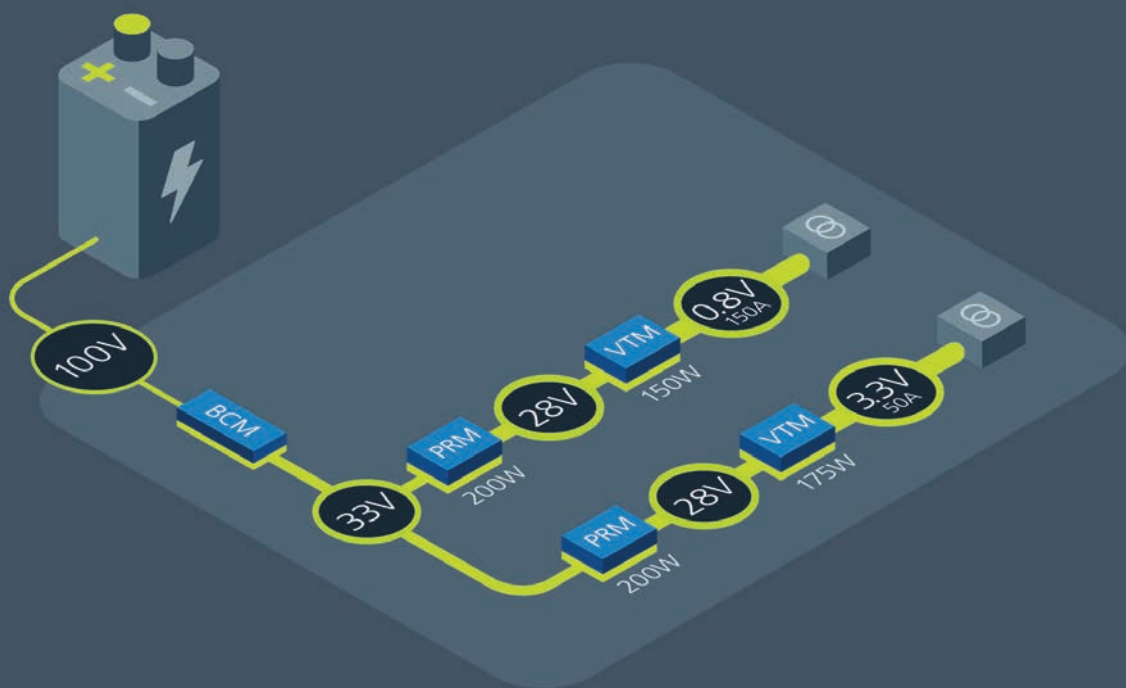 100V
BCM
33V
PRM
200W
28V
VTM
150W
0.8V
150A
PRM
200W
28V
VTM
175W
3.3V
50A